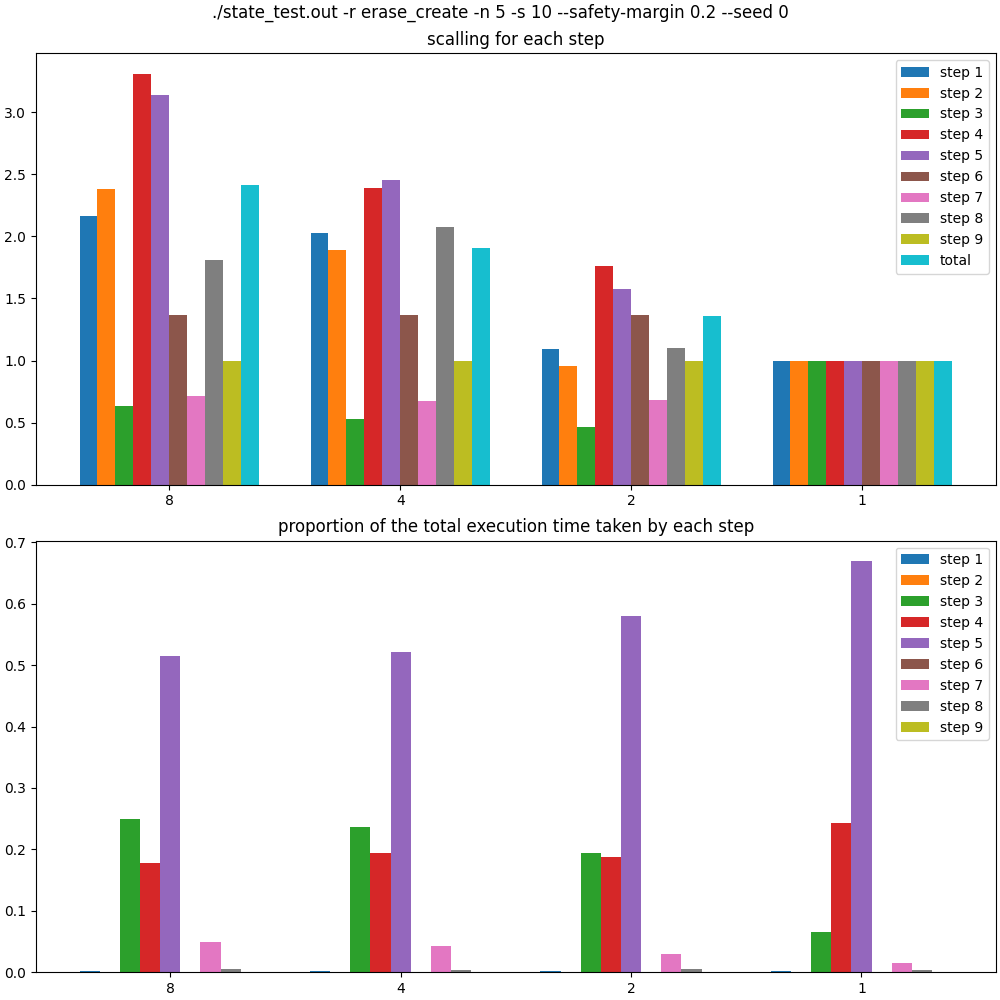 ./state_test.out -r erase_create -n 5 -s 10 --safety-margin 0.2 --seed 0
scalling for each step
3.0
2.5
2.0
1.5
1.0
0.5
0.0
8 4 2 1
step 1
step 2
step 3
step 4
step 5
step 6
step 7
step 8
step 9
total
proportion of the total execution time taken by each step
0.7
0.6
0.5
0.4
0.3
0.2
0.1
0.0
8 4 2 1
step 1
step 2
step 3
step 4
step 5
step 6
step 7
step 8
step 9